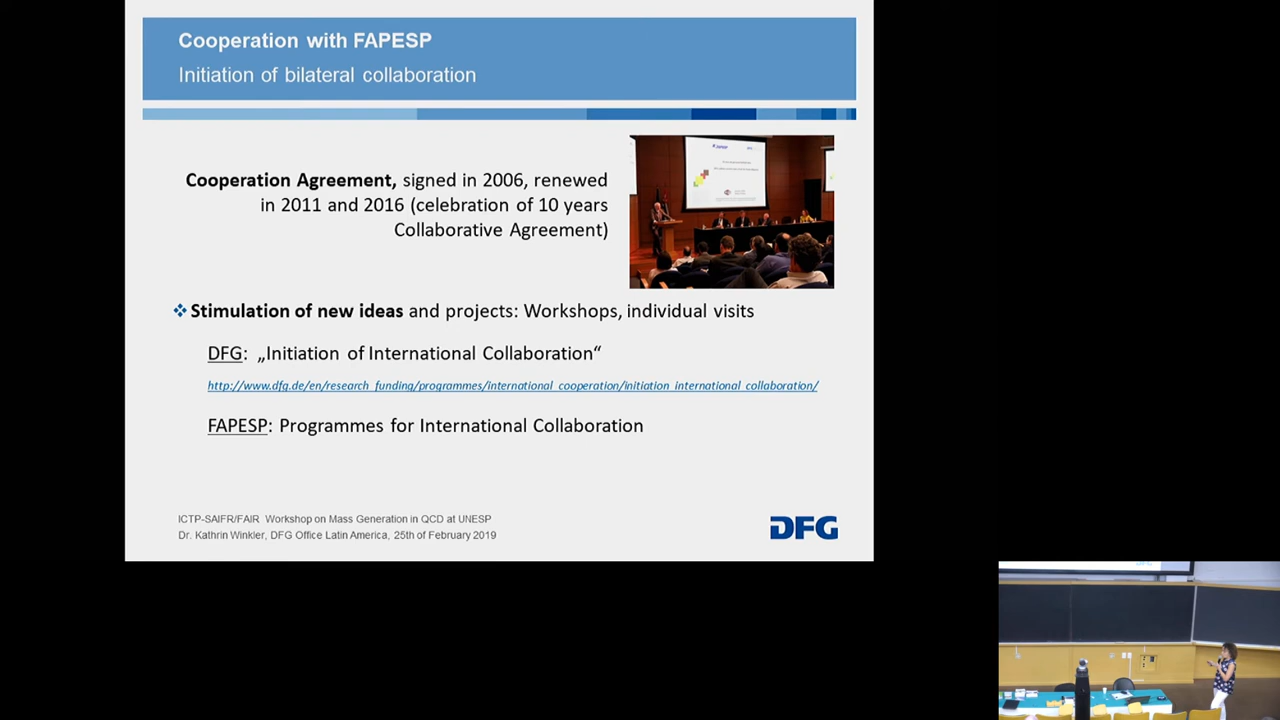 Cooperation with FAPESP
Initiation of bilateral collaboration
Cooperation Agreement, signed in 2006, renewed
in 2011 and 2016 (celebration of 10 years
Collaborative Agreement)
❖ Stimulation of new ideas and projects: Workshops, individual visits
DFG: „Initiation of International Collaboration“
http://www.dfg.de/en/research_funding/programmes/international_cooperation/initiation_international_collaboration/
FAPESP: Programmes for International Collaboration
ICTP-SAIFR/FAIR Workshop on Mass Generation in QCD at UNESP
Dr. Kathrin Winkler, DFG Office Latin America, 25th of February 2019
DFG